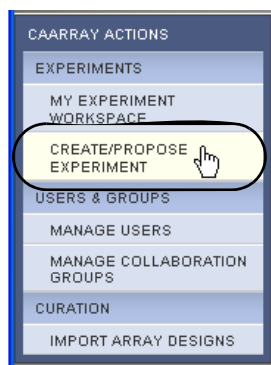 CAARRAY ACTIONS
EXPERIMENTS
MY EXPERIMENT
WORKSPACE
CREATE/PROPOSE
EXPERIMENT
USERS & GROUPS
MANAGE USERS
MANAGE COLLABORATION
GROUPS
CURATION
IMPORT ARRAY DESIGNS